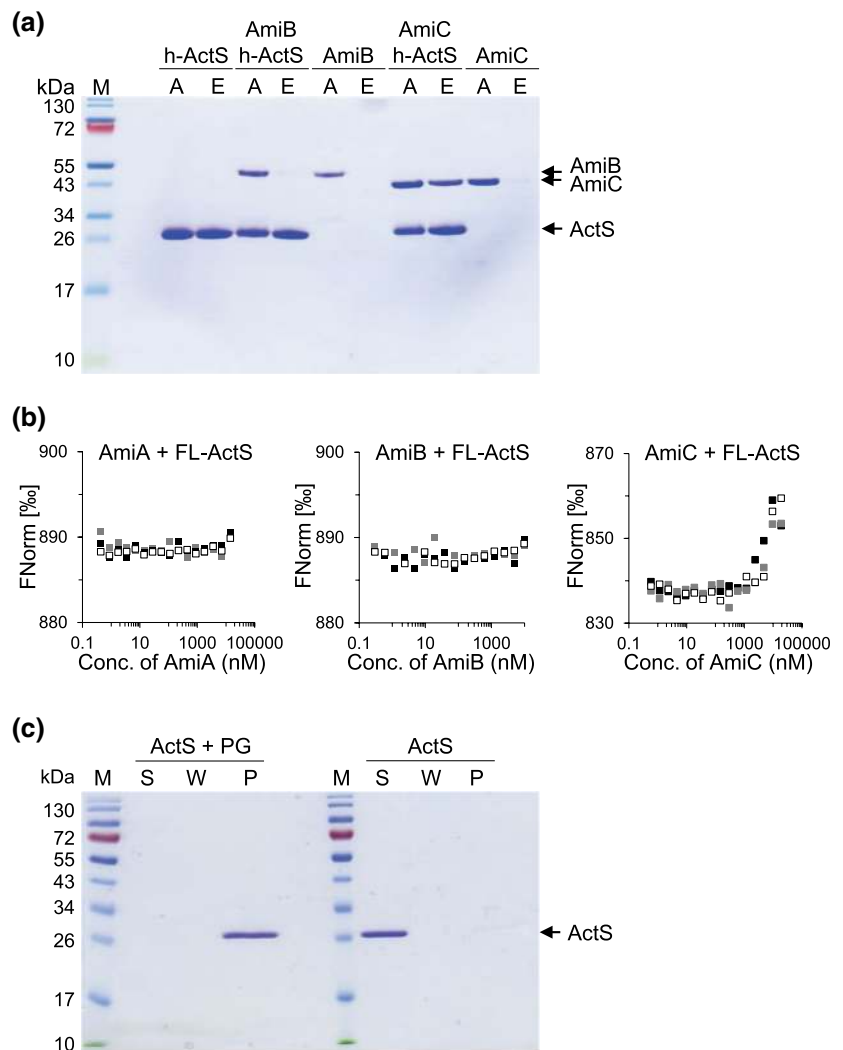 (a)
AmiB AmiC
h-ActS h-ActS AmiB h-ActS AmiC
kDa M A E A E A E A E A E
130
72
55
43
34
26
17
10
AmiB
AmiC
ActS
(b)
AmiA + FL-ActS
FNorm [‰]
900
890
880
0.1 10 1000 100000
Conc. of AmiA (nM)
AmiB + FL-ActS
FNorm [‰]
900
890
880
0.1 10 1000
Conc. of AmiB (nM)
AmiC + FL-ActS
FNorm [‰]
870
850
830
0.1 10 1000 100000
Conc. of AmiC (nM)
(c)
ActS + PG ActS
kDa M S W P M S W P
130
72
55
43
34
26
17
10
ActS